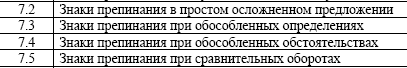 7.2 Знаки препинания в простом осложненном предложении
7.3 Знаки препинания при обособленных определениях
7.4 Знаки препинания при обособленных обстоятельствах
7.5 Знаки препинания при сравнительных оборотах